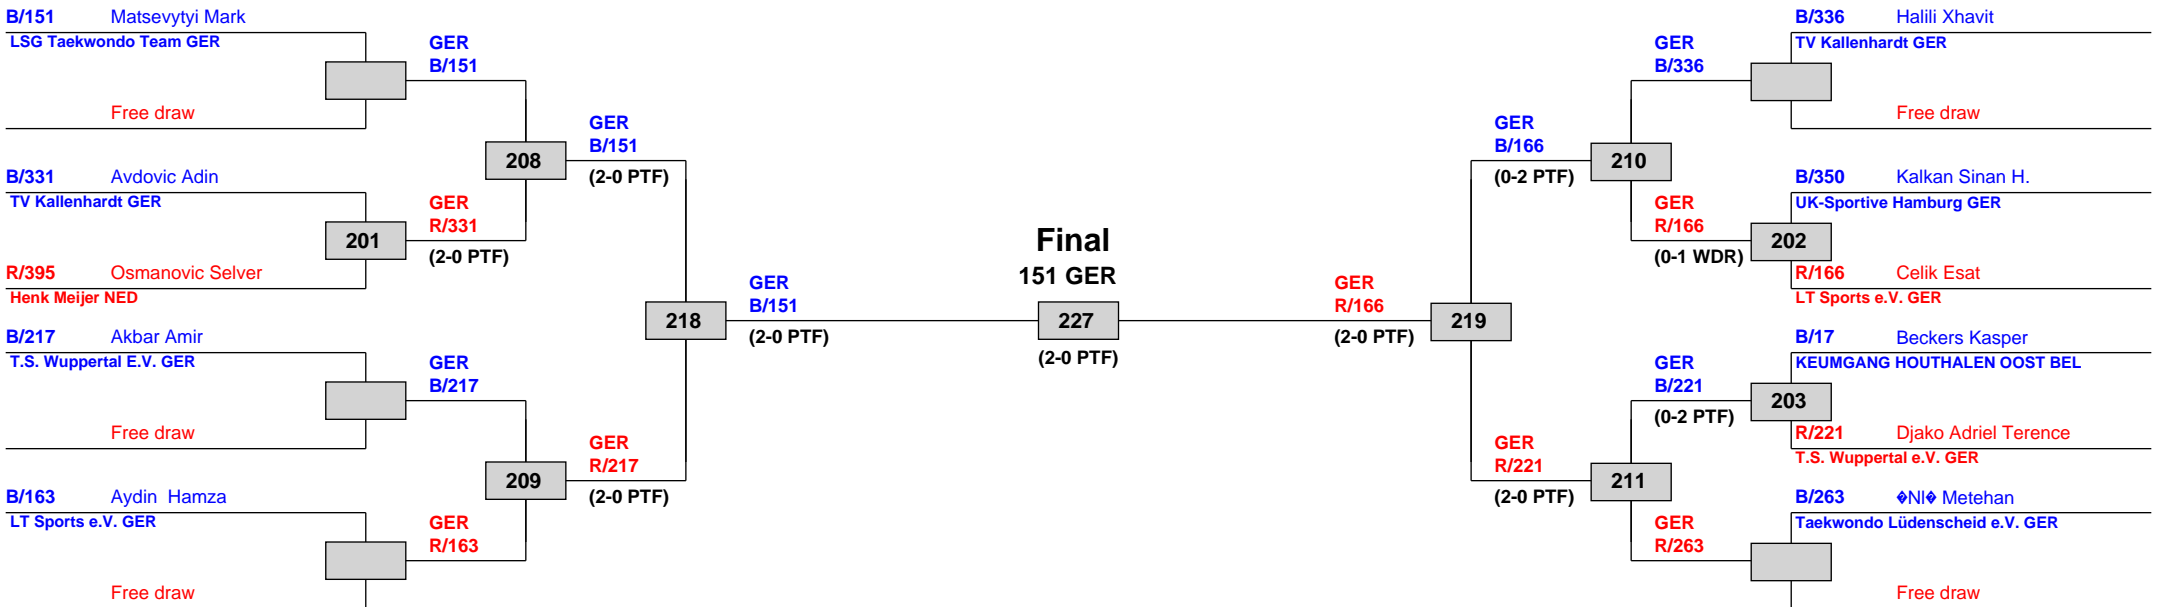 B/151 Matsevytyi Mark
LSG Taekwondo Team GER
Free draw
B/331 Avdovic Adin
TV Kallenhardt GER
R/395 Osmanovic Selver
Henk Meijer NED
B/217 Akbar Amir
T.S. Wuppertal E.V. GER
Free draw
B/163 Aydin  Hamza
LT Sports e.V. GER
Free draw
GER
B/151
201
GER
R/331
(2-0 PTF)
GER
B/217
GER
R/163
208
GER
B/151
(2-0 PTF)
209
GER
R/217
(2-0 PTF)
218
GER
B/151
(2-0 PTF)
Final
151 GER
227
(2-0 PTF)
GER
R/166
(2-0 PTF)
219
GER
B/166
(0-2 PTF)
210
GER
R/221
(2-0 PTF)
211
GER
B/336
GER
R/166
(0-1 WDR)
202
GER
B/221
(0-2 PTF)
203
GER
R/263
B/336 Halili Xhavit
TV Kallenhardt GER
Free draw
B/350 Kalkan Sinan H.
UK-Sportive Hamburg GER
R/166 Celik Esat
LT Sports e.V. GER
B/17 Beckers Kasper
KEUMGANG HOUTHALEN OOST BEL
R/221 Djako Adriel Terence
T.S. Wuppertal e.V. GER
B/263 �Nl� Metehan
Taekwondo Lüdenscheid e.V. GER
Free draw